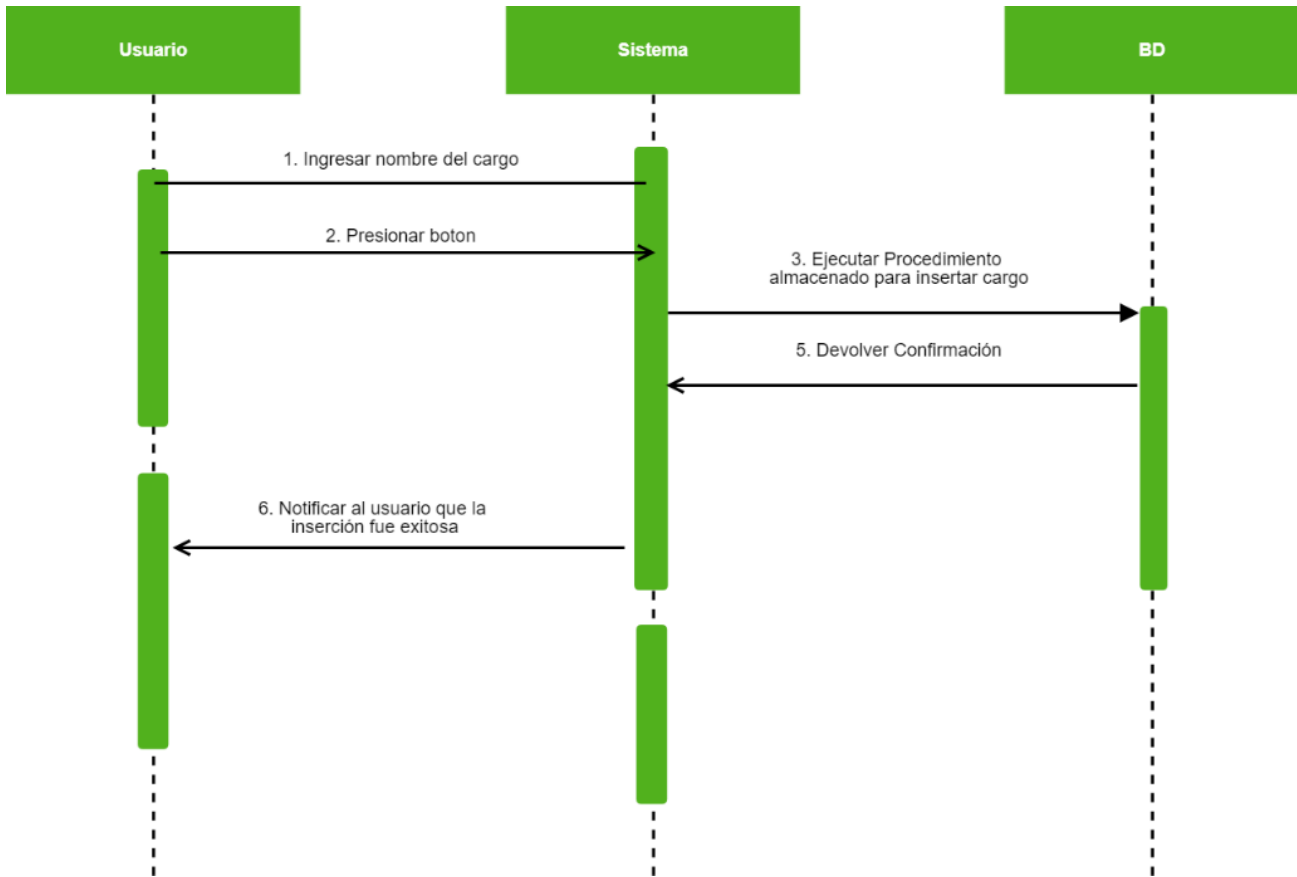 Usuario
Sistema
BD
1. Ingresar nombre del cargo
2. Presionar boton
3. Ejecutar Procedimiento
almacenado para insertar cargo
5. Devolver Confirmación
6. Notificar al usuario que la
inserción fue exitosa